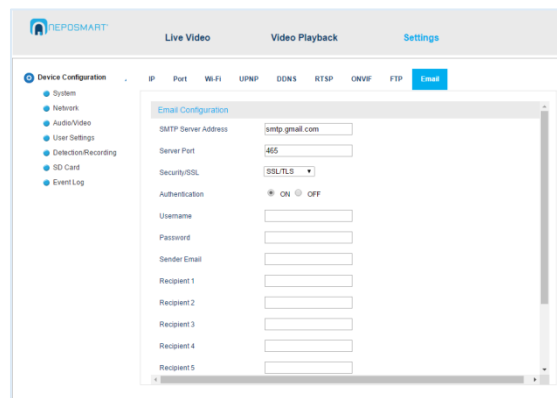 NEPOSMART
Live Video Video Playback Settings
Device Configuration
System
Network
Audio/Video
User Settings
Detection/Recording
SD Card
Event Log
IP Port Wi-Fi UPNP DDNS RTSP ONVIF FTP Email
Email Configuration
SMTP Server Address smtp.gmail.com
Server Port 465
Security/SSL SSL/TLS
Authentication ON OFF
Username
Password
Sender Email
Recipient 1
Recipient 2
Recipient 3
Recipient 4
Recipient 5